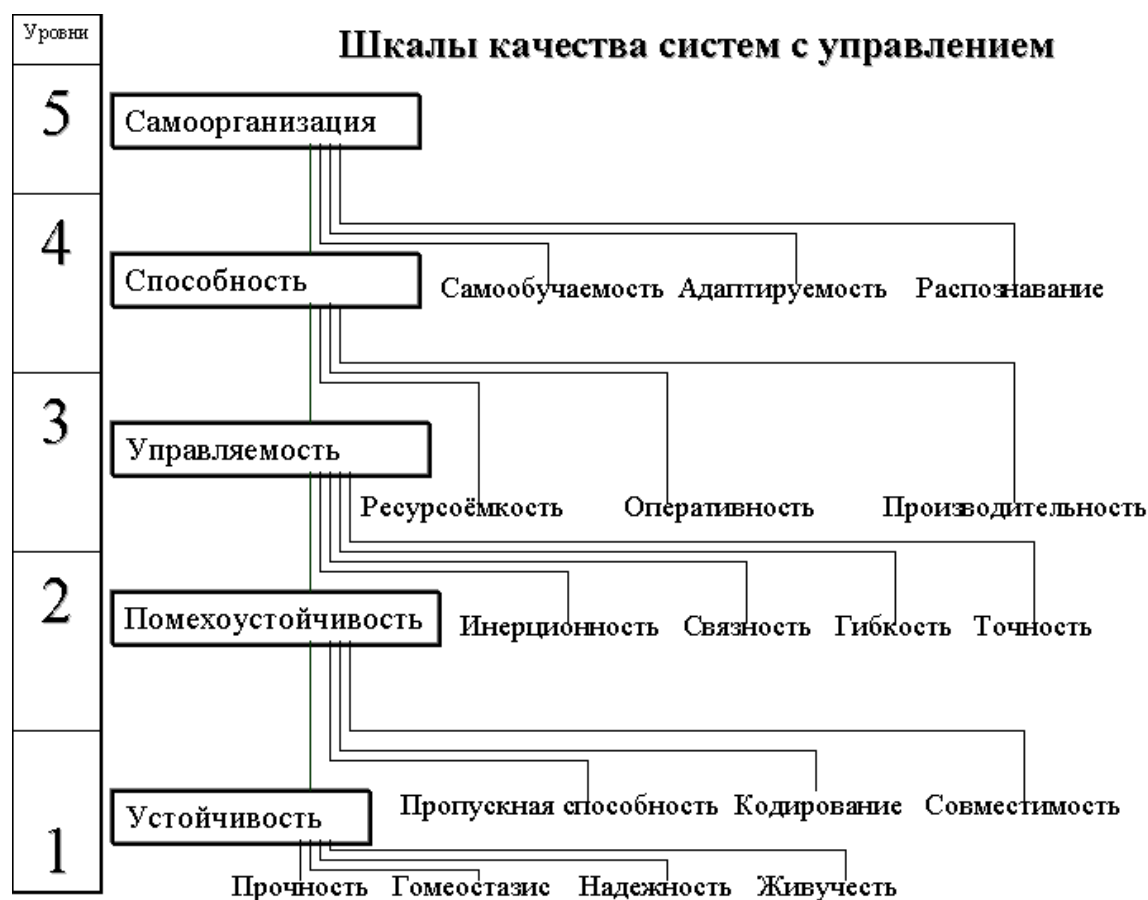 Уровни
Шкалы качества систем с управлением
5
Самоорганизация
4
Способность
Самообучаемость Адаптируемость Распознавание
3
Управляемость
Ресурсоёмкость Оперативность Производительность
2
Помехоустойчивость
Инерционность Связность Гибкость Точность
Пропускная способность Кодирование Совместимость
Устойчивость
1
Прочность Гомеостазис Надежность Живучесть